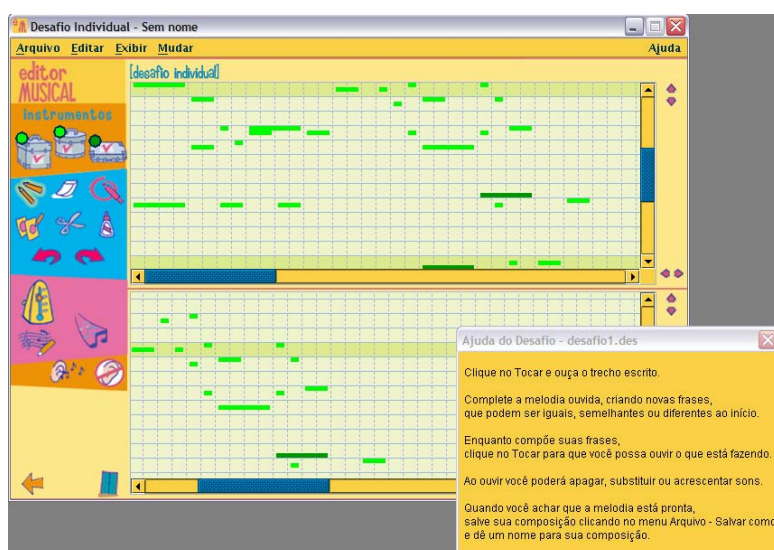 Desafio Individual - Sem nome
Arquivo Editar Exibir Mudar Ajuda
editor
MUSICAL
[desafio individual]
instrumentos
Ajuda do Desafio - desafio1.des
Clique no Tocar e ouça o trecho escrito.
Complete a melodia ouvida, criando novas frases,
que podem ser iguais, semelhantes ou diferentes ao início.
Enquanto compõe suas frases,
clique no Tocar para que você possa ouvir o que está fazendo.
Ao ouvir você poderá apagar, substituir ou acrescentar sons.
Quando você achar que a melodia está pronta,
salve sua composição clicando no menu Arquivo - Salvar como
e dê um nome para sua composição.